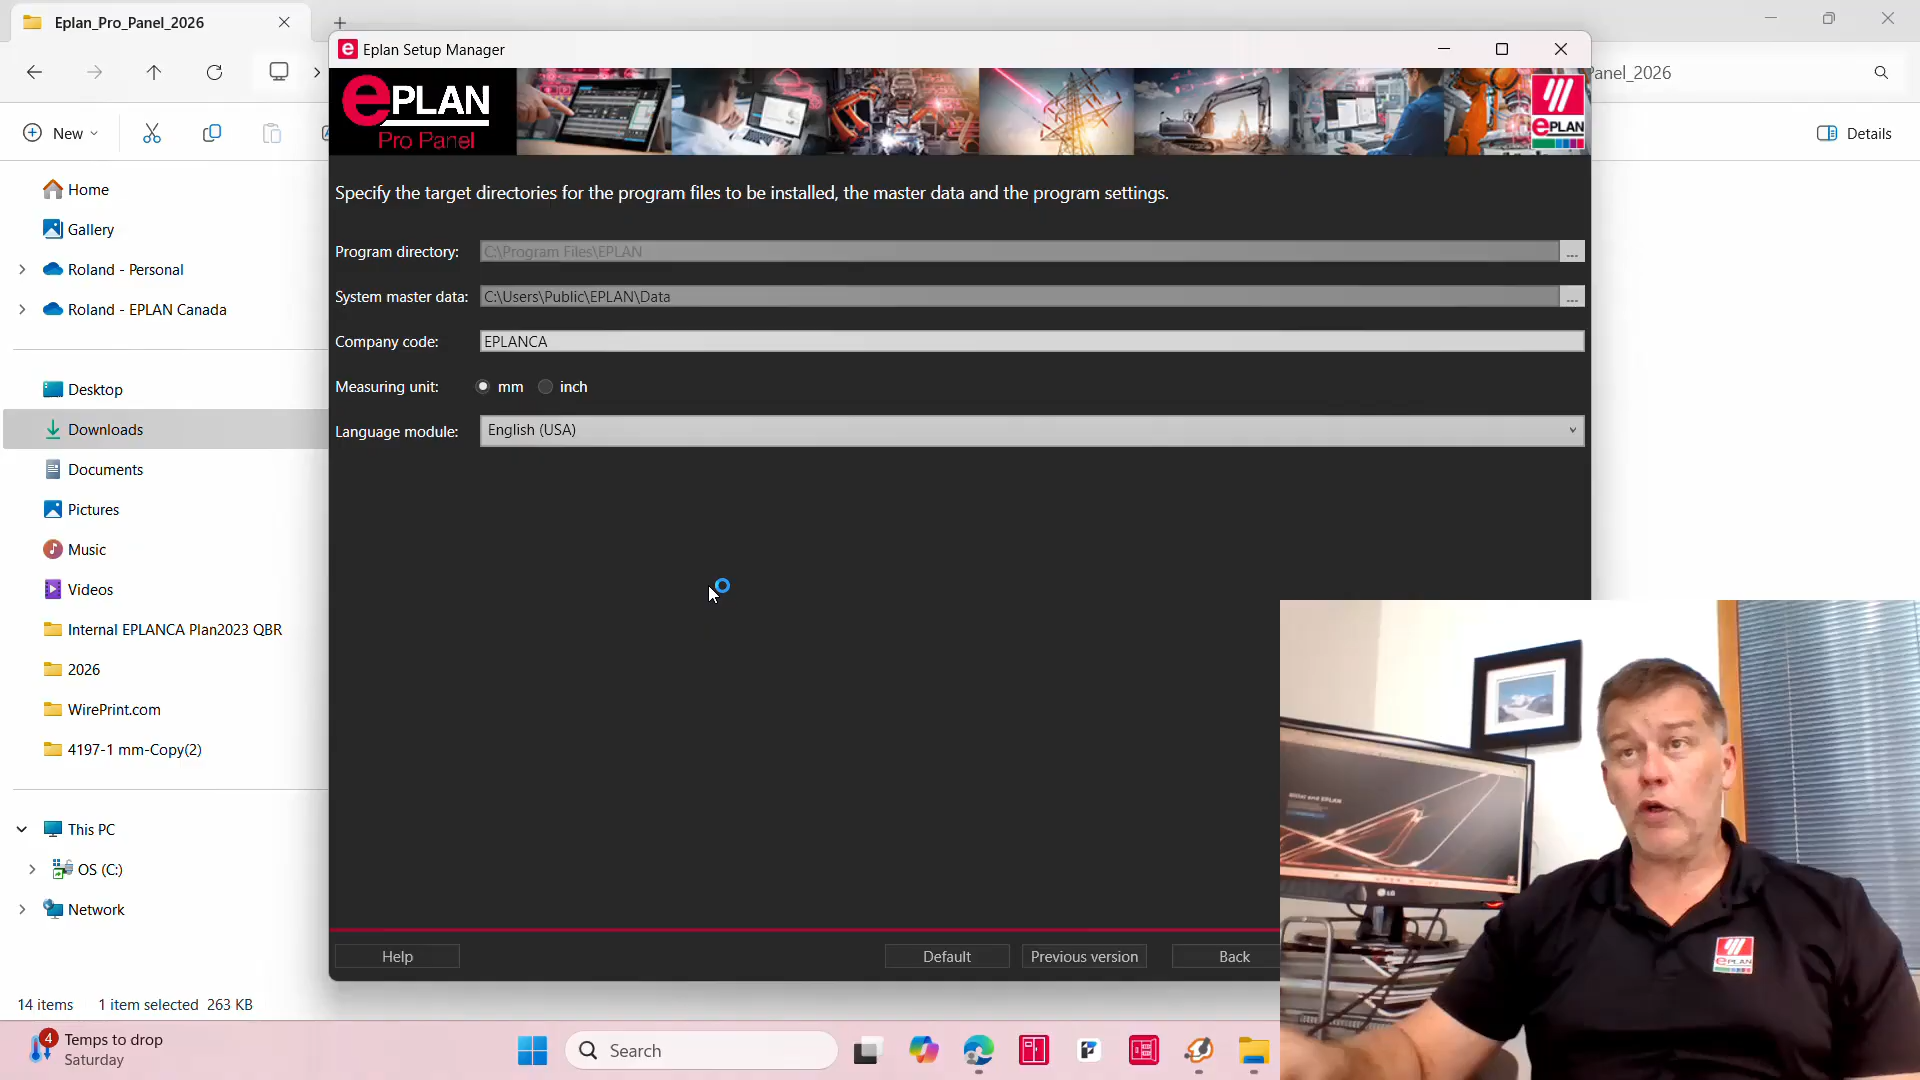 Eplan_Pro_Panel_2026
Eplan Setup Manager
Panel_2026
New
Details
ePLAN
Pro Panel
ePLAN
Home
Gallery
Roland - Personal
Roland - EPLAN Canada
Desktop
Downloads
Documents
Pictures
Music
Videos
Internal EPLANCA Plan2023 QBR
2026
WirePrint.com
4197-1 mm-Copy(2)
This PC
OS (C:)
Network
14 items 1 item selected 263 KB
Specify the target directories for the program files to be installed, the master data and the program settings.
Program directory: C:\Program Files\EPLAN ...
System master data: C:\Users\Public\EPLAN\Data ...
Company code: EPLANCA
Measuring unit: mm inch
Language module: English (USA)
Help Default Previous version Back
LG
ePLAN
4
Temps to drop
Saturday
Search